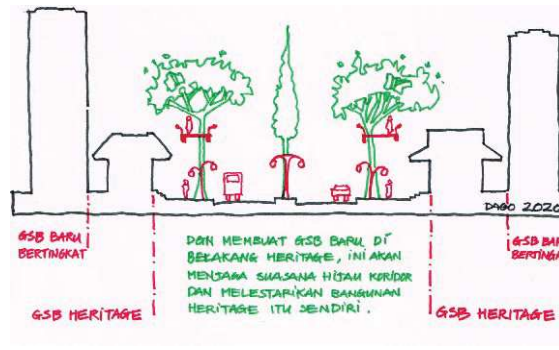 DAGO 2020
GSB BARU
BERTINGKAT
DGN MEMBUAT GSB BARU DI
BELAKANG HERITAGE, INI AKAN
MENJAGA SUASANA HIJAU KORIDOR
DAN MELESTARIKAN BANGUNAN
HERITAGE ITU SENDIRI.
GSB BARU
BERTINGKAT
GSB HERITAGE
GSB HERITAGE